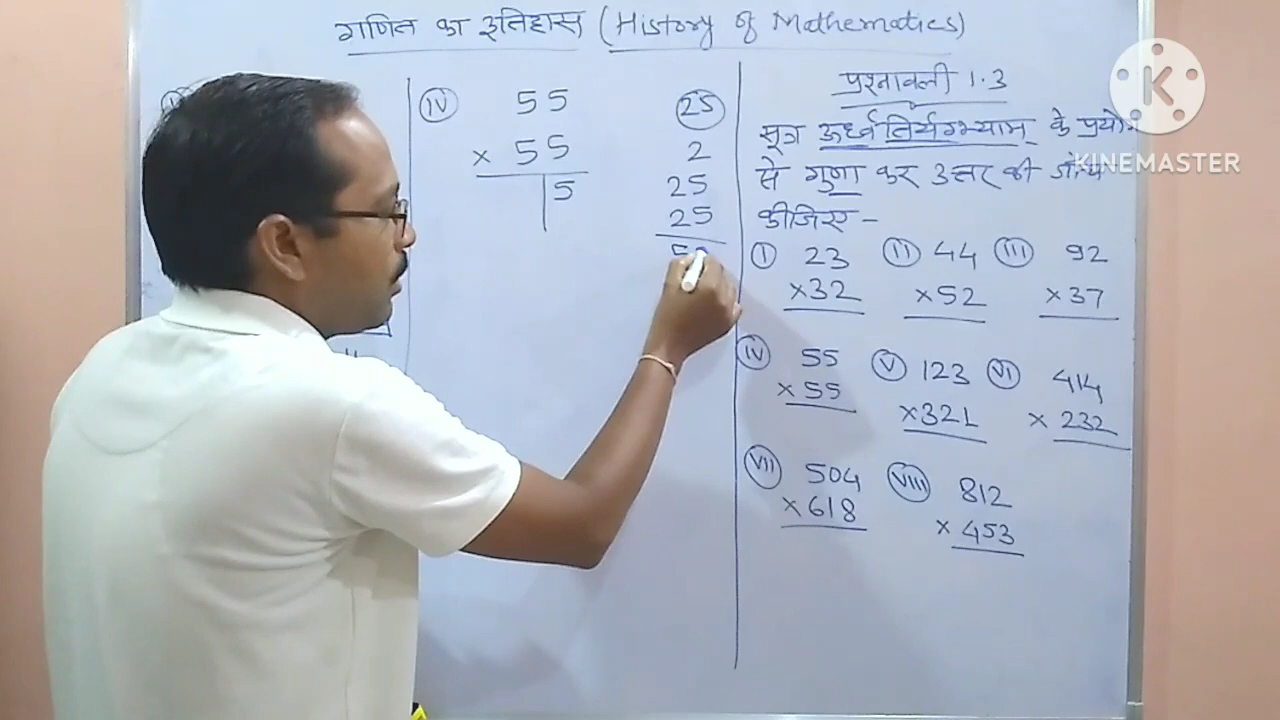 गणित का इतिहास (History of Mathematics)
IV 55
× 55
5
25
2
25
25
5
प्रश्नावली 1.3
सूत्र ऊर्ध्वतिर्यग्भ्याम् के प्रयोग
से गुणा कर उत्तर की जाँच
कीजिए -
I 23 II 44 III 92
×32 ×52 ×37
IV 55 V 123 VI 414
×55 ×321 × 232
VII 504 VIII 812
×618 × 453
K
KINEMASTER